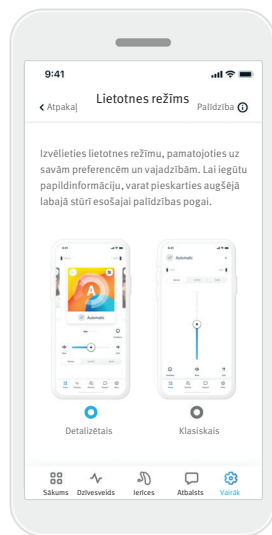 9:41
Atpakaļ
Lietotnes režīms
Palīdzība
Izvēlieties lietotnes režīmu, pamatojoties uz
savām preferencēm un vajadzībām. Lai iegūtu
papildinformāciju, varat pieskarties augšējā
labajā stūrī esošajai palīdzības pogai.
A
Automatic
Automatic
Detalizētais
Klasiskais
Sākums Dzīvesveids Ierīces Atbalsts Vairāk